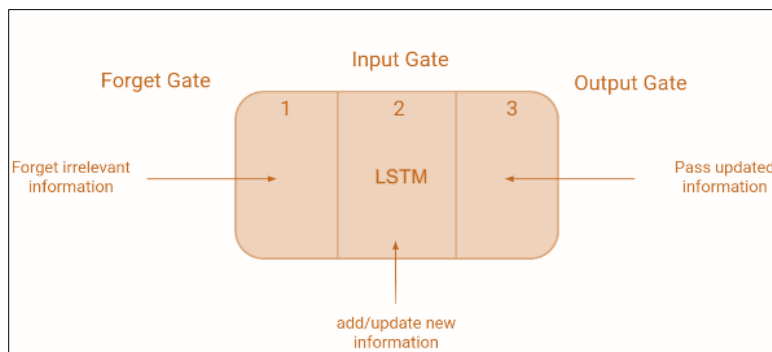 Input Gate
Forget Gate
Output Gate
1
2
3
Forget irrelevant
information
LSTM
Pass updated
information
add/update new
information